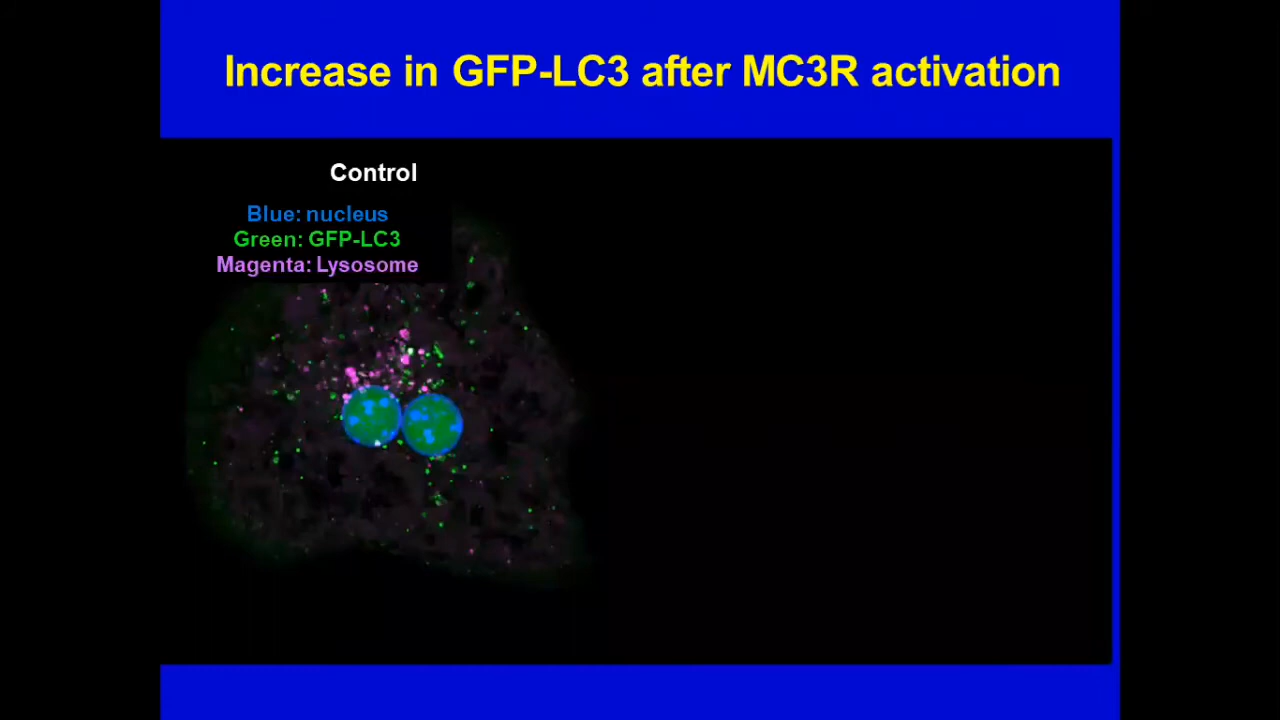 Increase in GFP-LC3 after MC3R activation
Control
Blue: nucleus
Green: GFP-LC3
Magenta: Lysosome